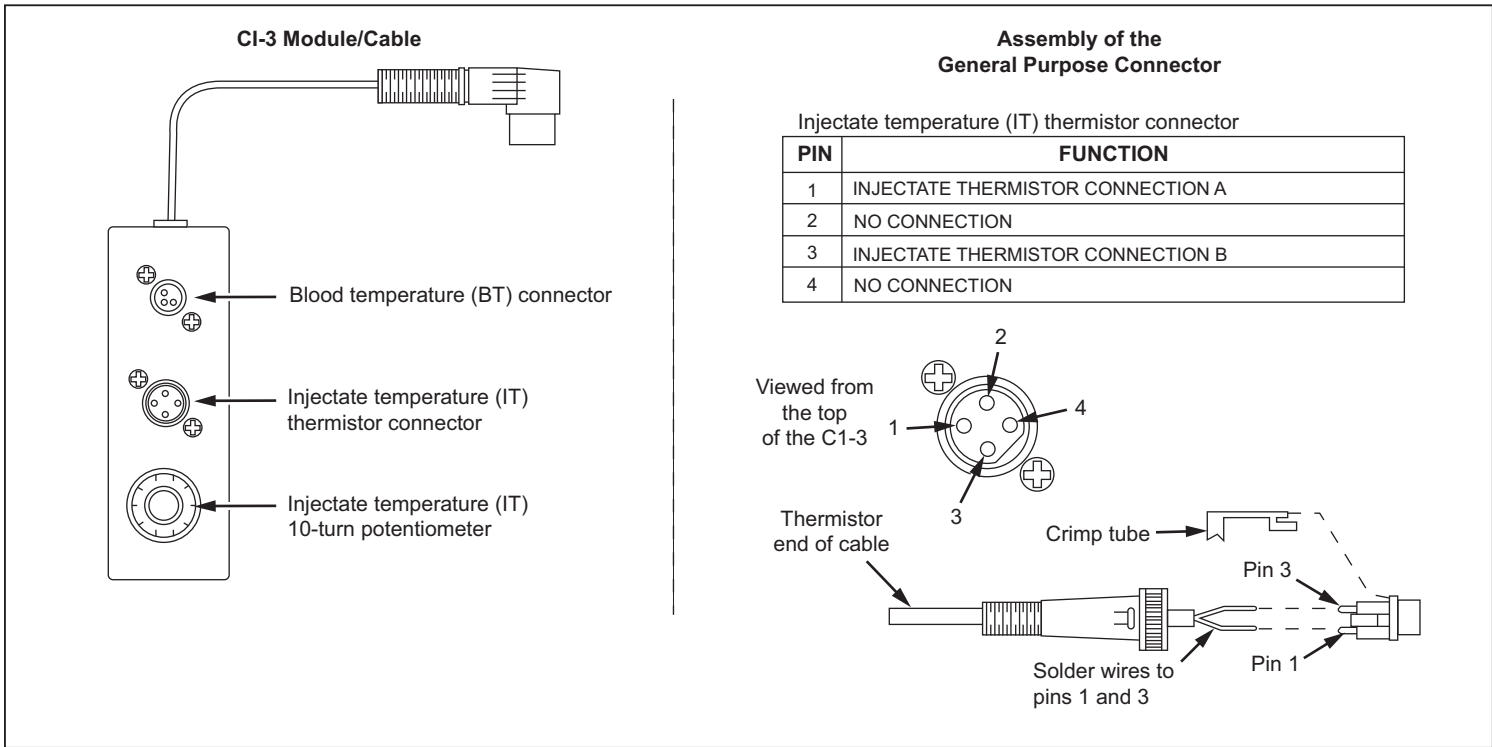 CI-3 Module/Cable
Blood temperature (BT) connector
Injectate temperature (IT)
thermistor connector
Injectate temperature (IT)
10-turn potentiometer
Assembly of the
General Purpose Connector
Injectate temperature (IT) thermistor connector
PIN FUNCTION
1 INJECTATE THERMISTOR CONNECTION A
2 NO CONNECTION
3 INJECTATE THERMISTOR CONNECTION B
4 NO CONNECTION
Viewed from
the top
of the C1-3
2
4
1
3
Thermistor
end of cable
Crimp tube
Pin 3
Pin 1
Solder wires to
pins 1 and 3